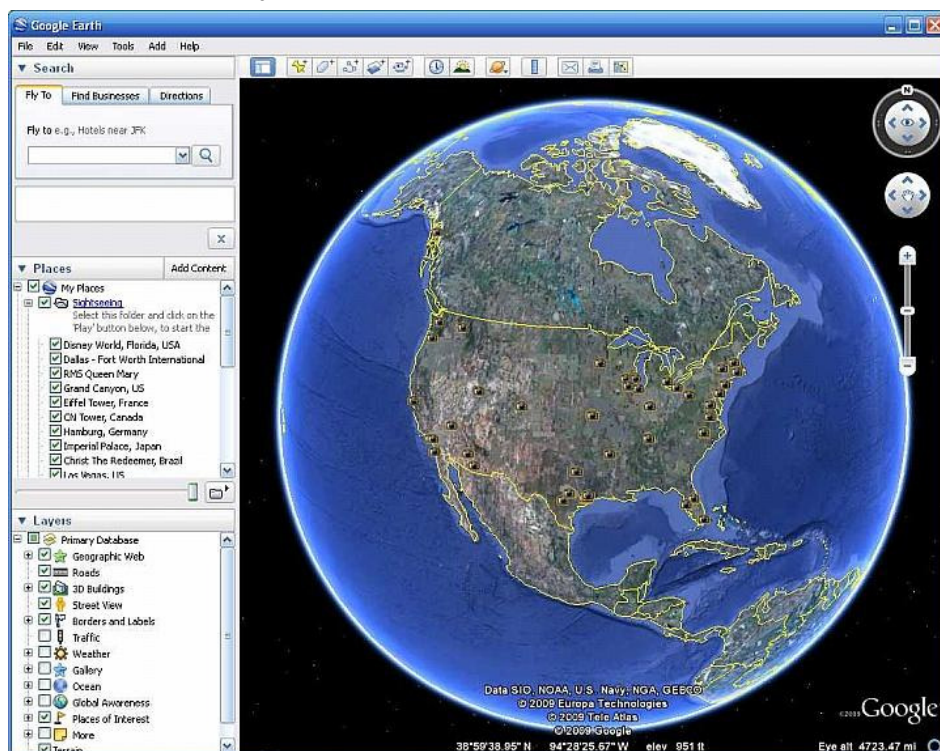 Google Earth
File Edit View Tools Add Help
Search
Fly To Find Businesses Directions
Fly to e.g., Hotels near JFK
Places Add Content
My Places
Sightseeing
Select this folder and click on the
'Play' button below, to start the
Disney World, Florida, USA
Dallas - Fort Worth International
RMS Queen Mary
Grand Canyon, US
Eiffel Tower, France
CN Tower, Canada
Hamburg, Germany
Imperial Palace, Japan
Christ The Redeemer, Brazil
Las Vegas, US
Layers
Primary Database
Geographic Web
Roads
3D Buildings
Street View
Borders and Labels
Traffic
Weather
Gallery
Ocean
Global Awareness
Places of Interest
More
Terrain
N
Data SIO, NOAA, U.S. Navy, NGA, GEBCO
© 2009 Europa Technologies
© 2009 Tele Atlas
© 2009 Google
©2009 Google
38°59'38.95" N 94°28'25.67" W elev 951 ft Eye alt 4723.47 mi